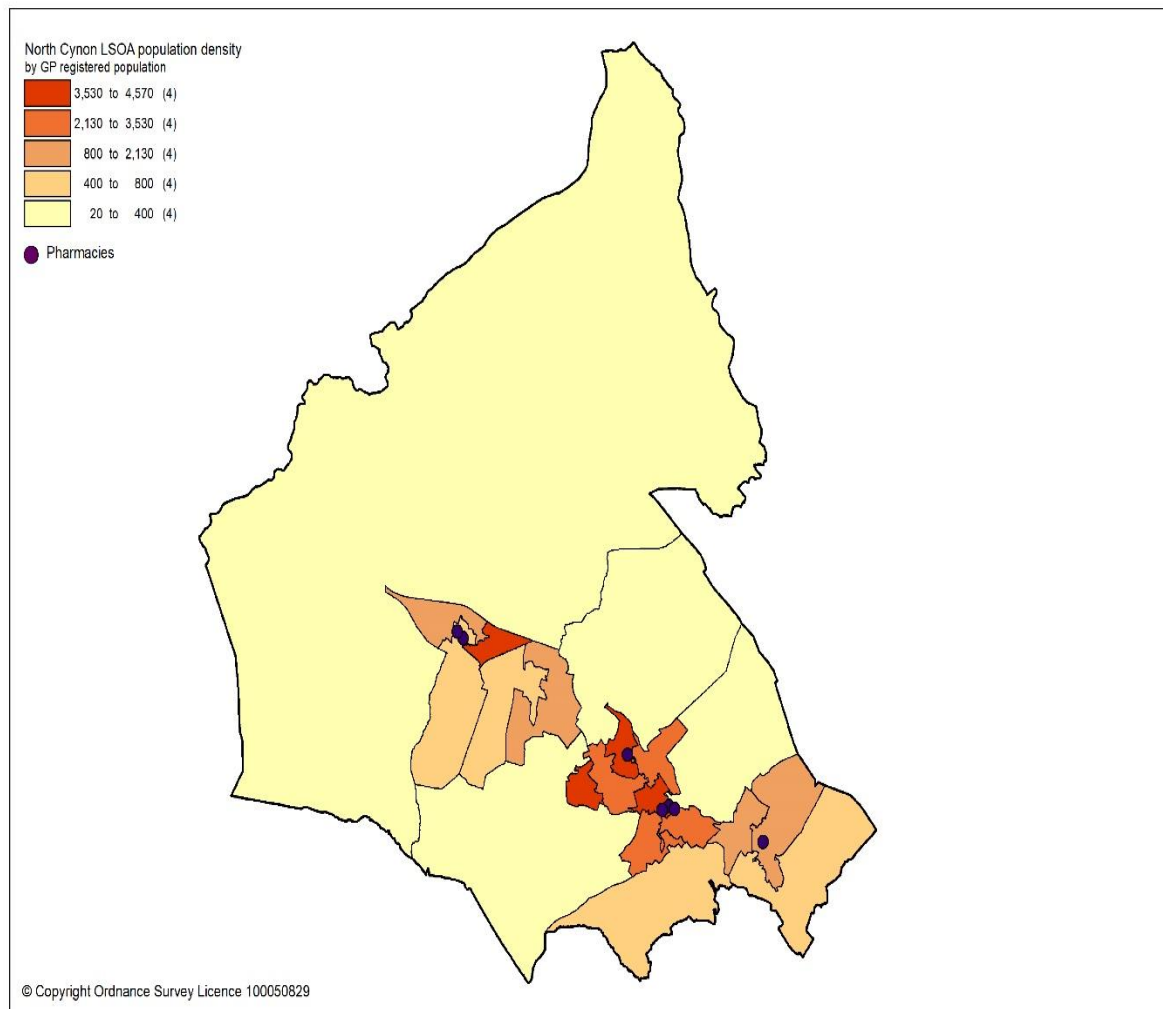 North Cynon LSOA population density
by GP registered population
3,530 to 4,570 (4)
2,130 to 3,530 (4)
800 to 2,130 (4)
400 to 800 (4)
20 to 400 (4)
Pharmacies
© Copyright Ordnance Survey Licence 100050829